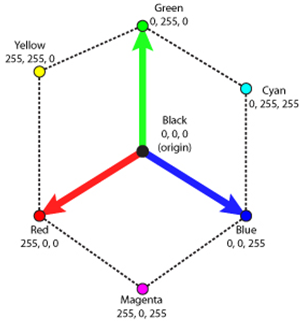 Green
0, 255, 0
Yellow
255, 255, 0
Cyan
0, 255, 255
Black
0, 0, 0
(origin)
Red
255, 0, 0
Blue
0, 0, 255
Magenta
255, 0, 255